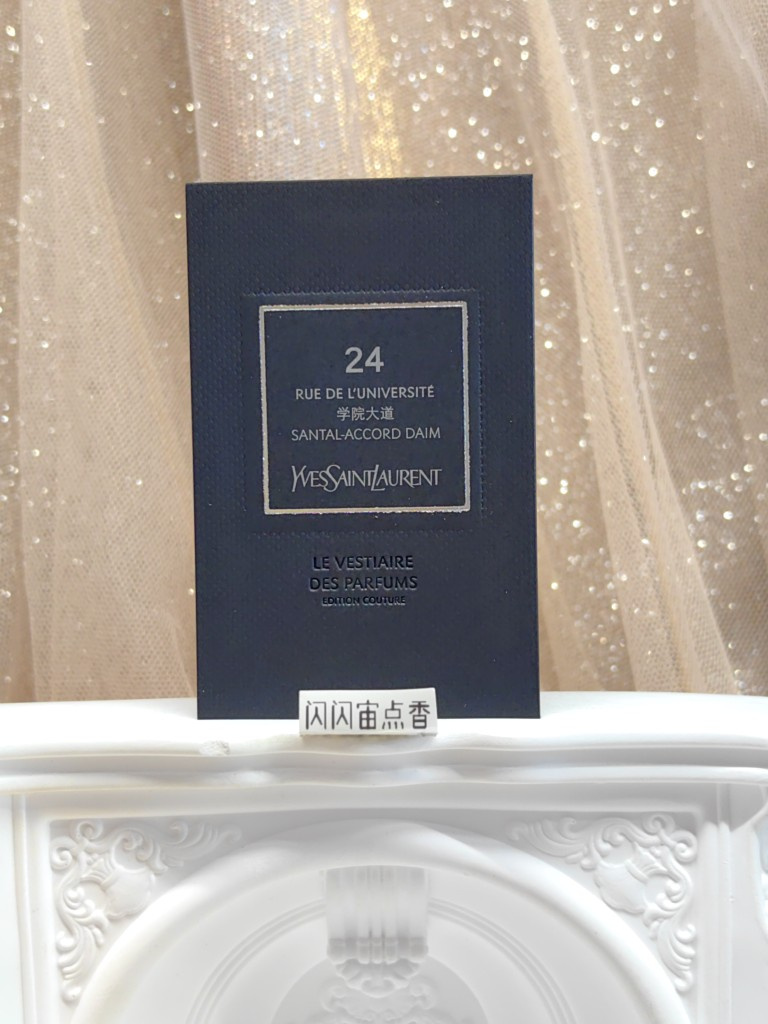 24
RUE DE L'UNIVERSITÉ
学院大道
SANTAL-ACCORD DAIM
YVESSAINTLAURENT
LE VESTIAIRE
DES PARFUMS
EDITION COUTURE
闪闪宙点香